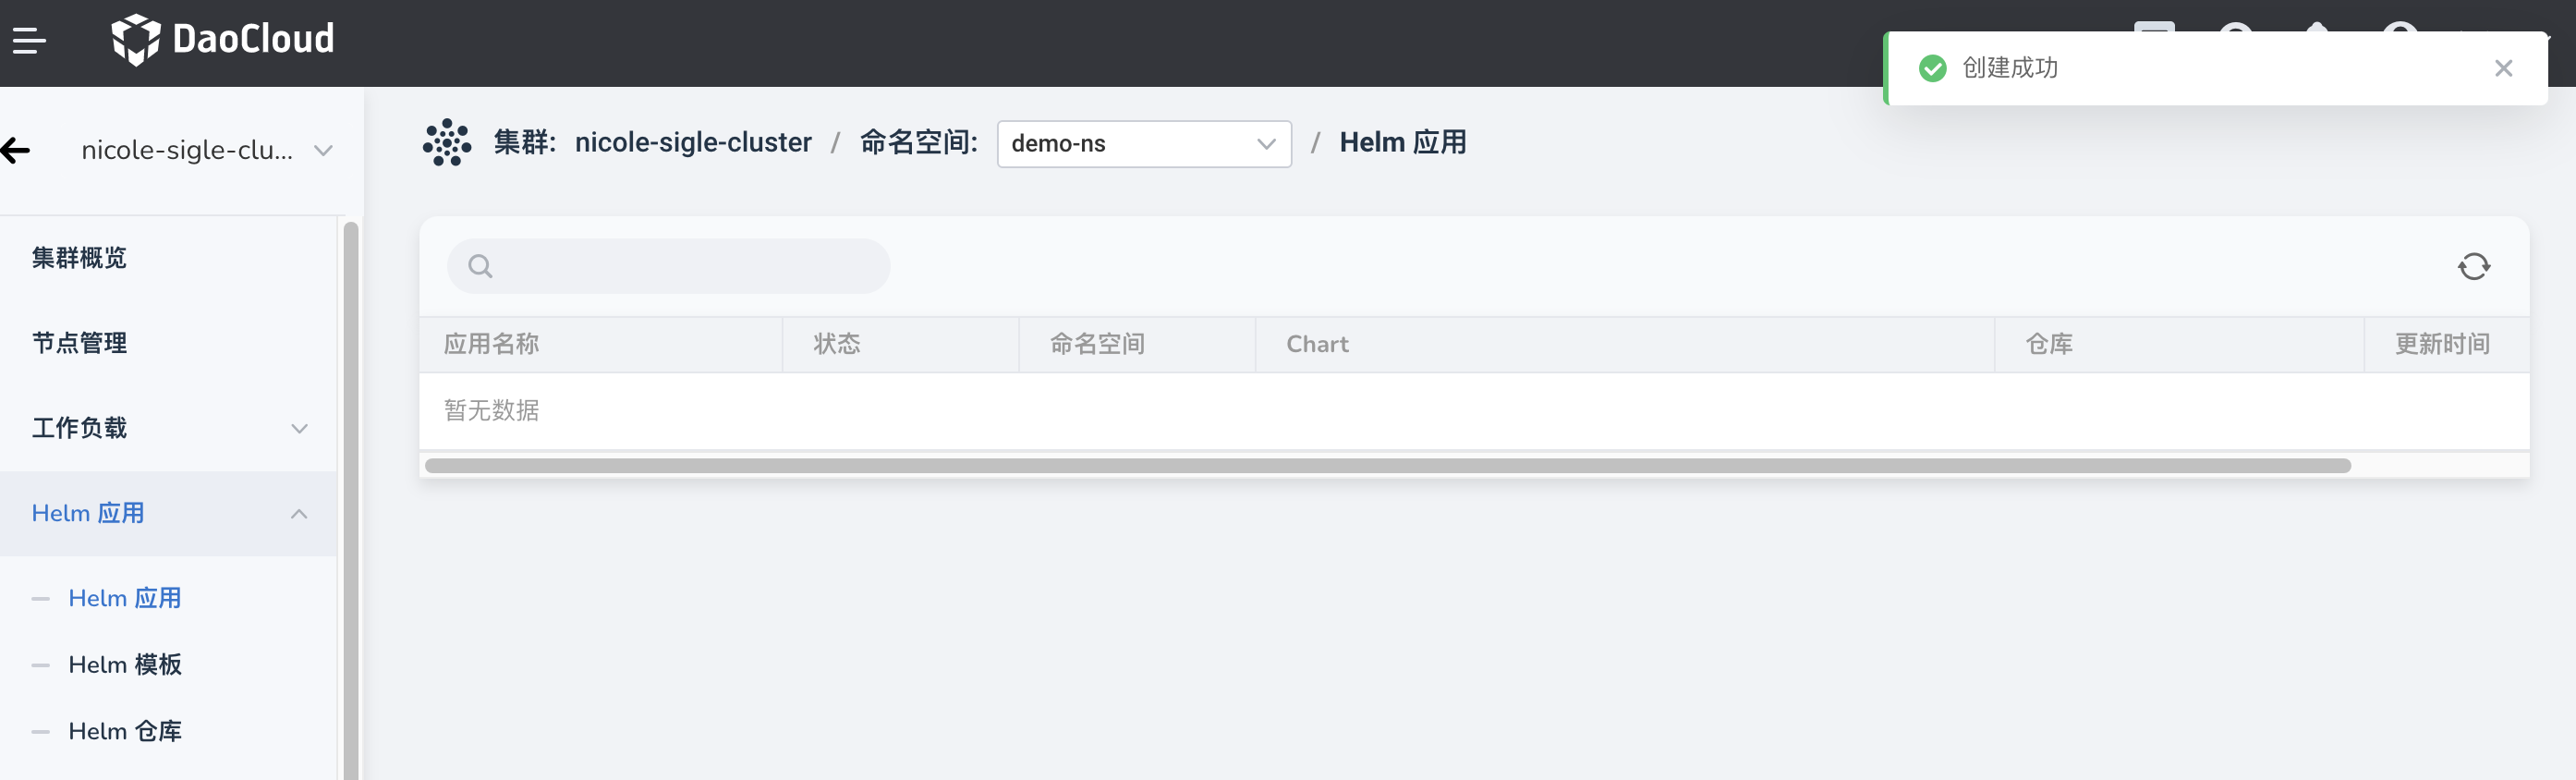 DaoCloud
创建成功
nicole-sigle-clu...
集群: nicole-sigle-cluster / 命名空间: demo-ns / Helm 应用
集群概览
节点管理
工作负载
Helm 应用
Helm 应用
Helm 模板
Helm 仓库
应用名称 状态 命名空间 Chart 仓库 更新时间
暂无数据